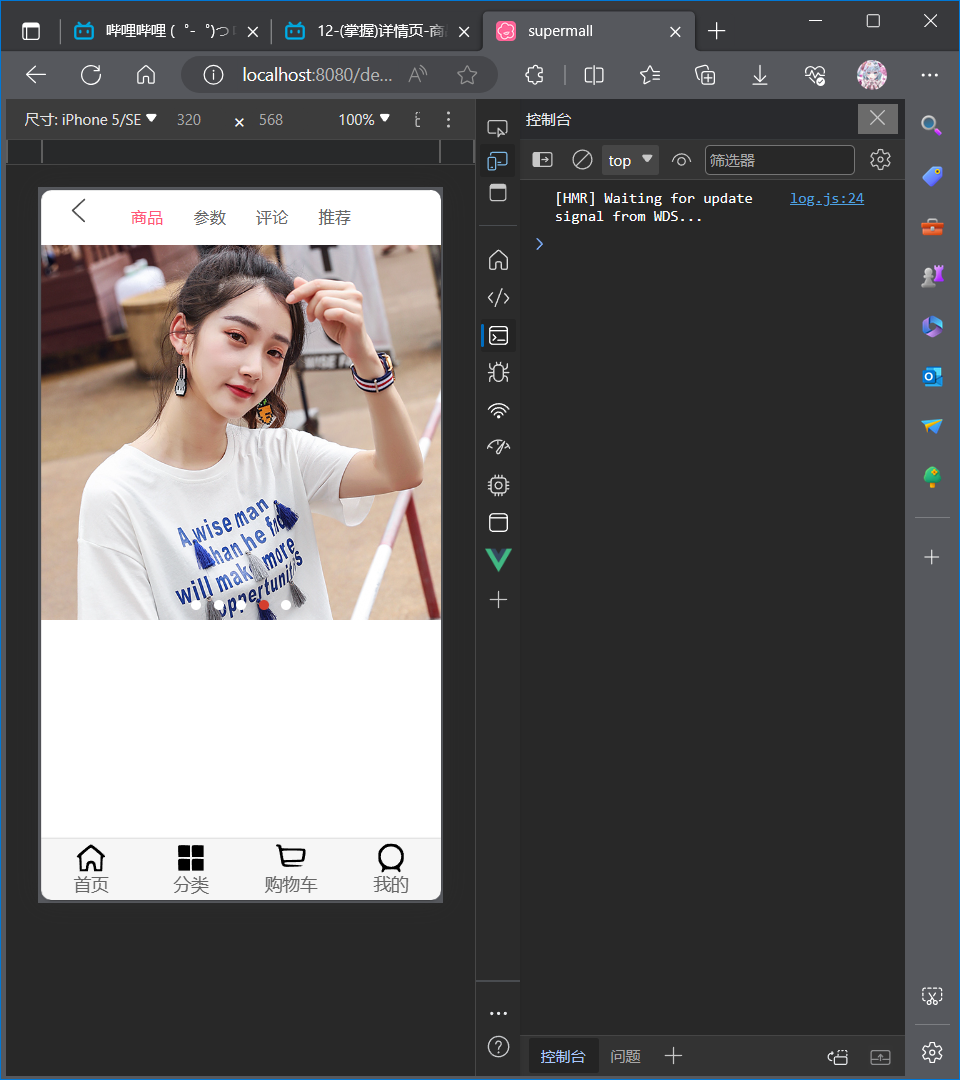 哔哩哔哩 (゜-゜)つ
12-(掌握)详情页-商
supermall
localhost:8080/de...
尺寸: iPhone 5/SE
320
×
568
100%
控制台
top
筛选器
[HMR] Waiting for update
signal from WDS...
log.js:24
商品
参数
评论
推荐
A wise man
than he
will make more
opportunities
首页
分类
购物车
我的
控制台
问题